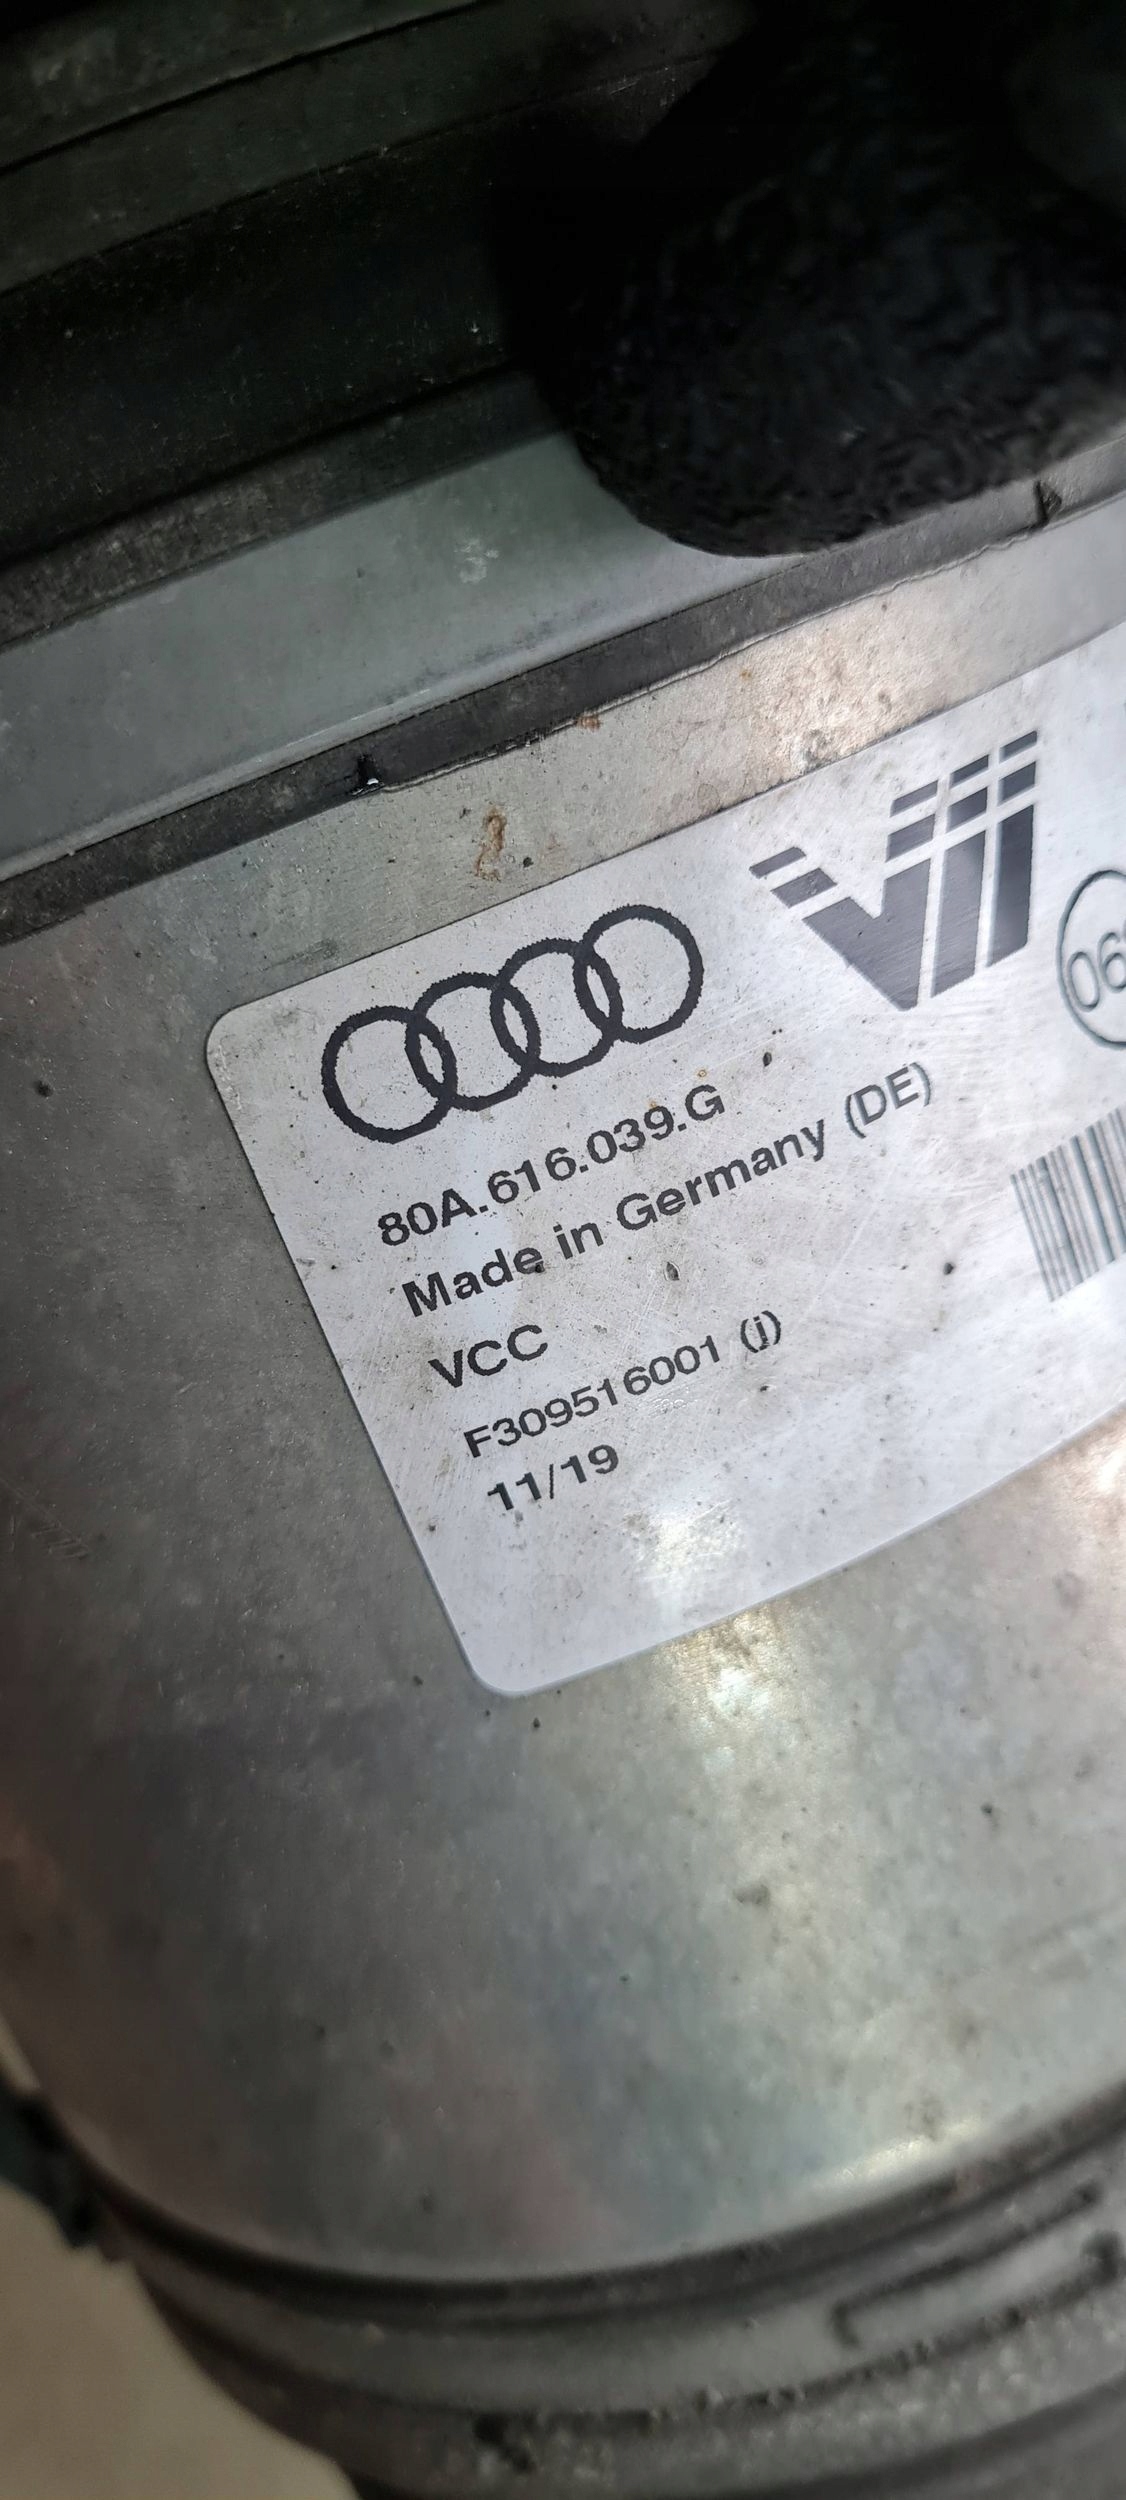 80A.616.039.G
Made in Germany (DE)
VCC
F309516001 (j)
11/19